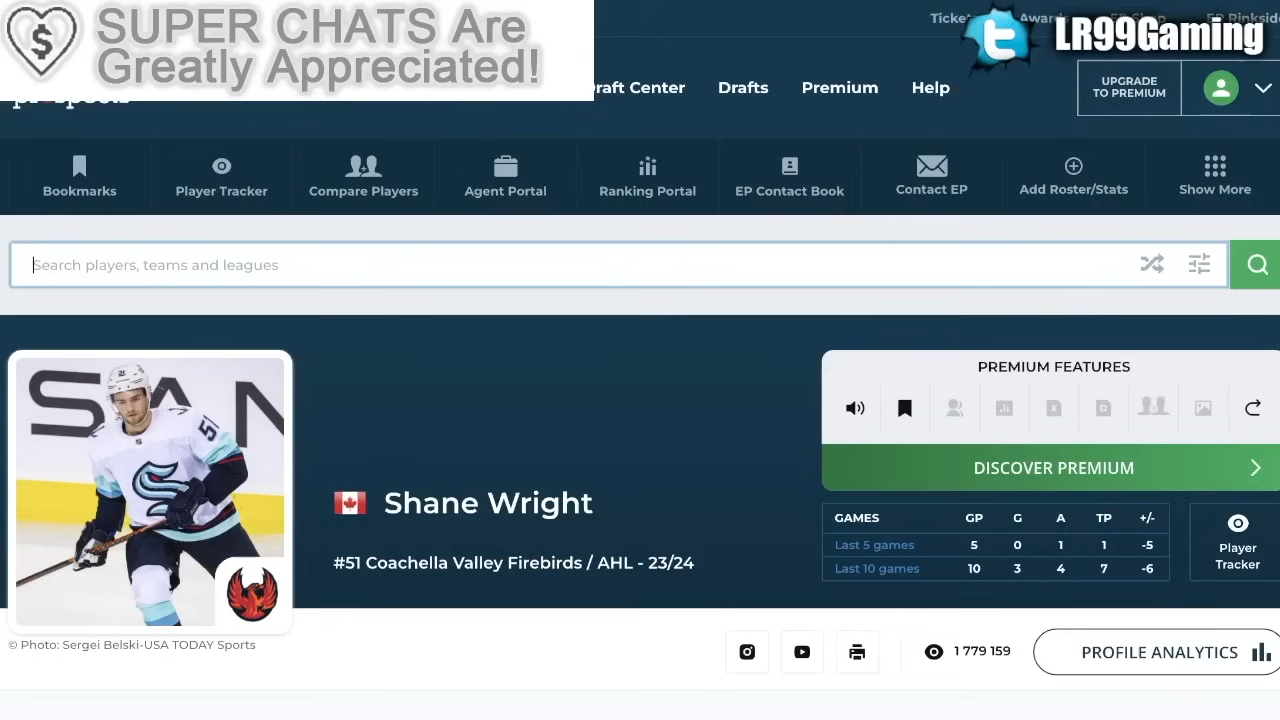 SUPER CHATS Are
Greatly Appreciated!
LR99Gaming
Draft Center
Drafts
Premium
Help
UPGRADE
TO PREMIUM
Bookmarks
Player Tracker
Compare Players
Agent Portal
Ranking Portal
EP Contact Book
Contact EP
Add Roster/Stats
Show More
Search players, teams and leagues
PREMIUM FEATURES
DISCOVER PREMIUM
Shane Wright
#51 Coachella Valley Firebirds / AHL - 23/24
GAMES GP G A TP +/-
Last 5 games 5 0 1 1 -5
Last 10 games 10 3 4 7 -6
Player
Tracker
51
© Photo: Sergei Belski-USA TODAY Sports
1 779 159
PROFILE ANALYTICS